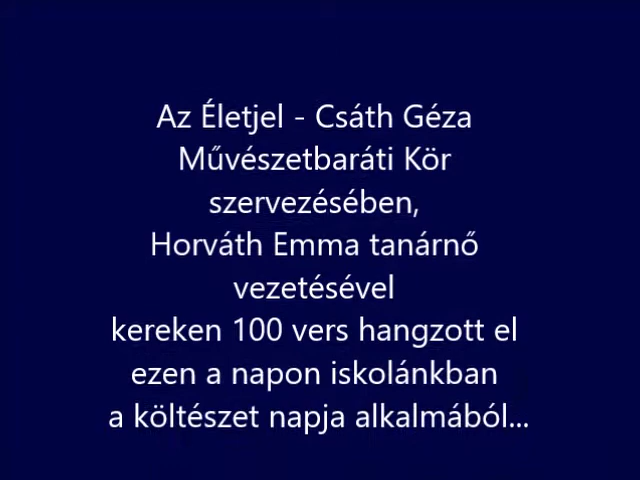 Az Életjel - Csáth Géza
Művészetbaráti Kör
szervezésében,
Horváth Emma tanárnő
vezetésével
kereken 100 vers hangzott el
ezen a napon iskolánkban
a költészet napja alkalmából...